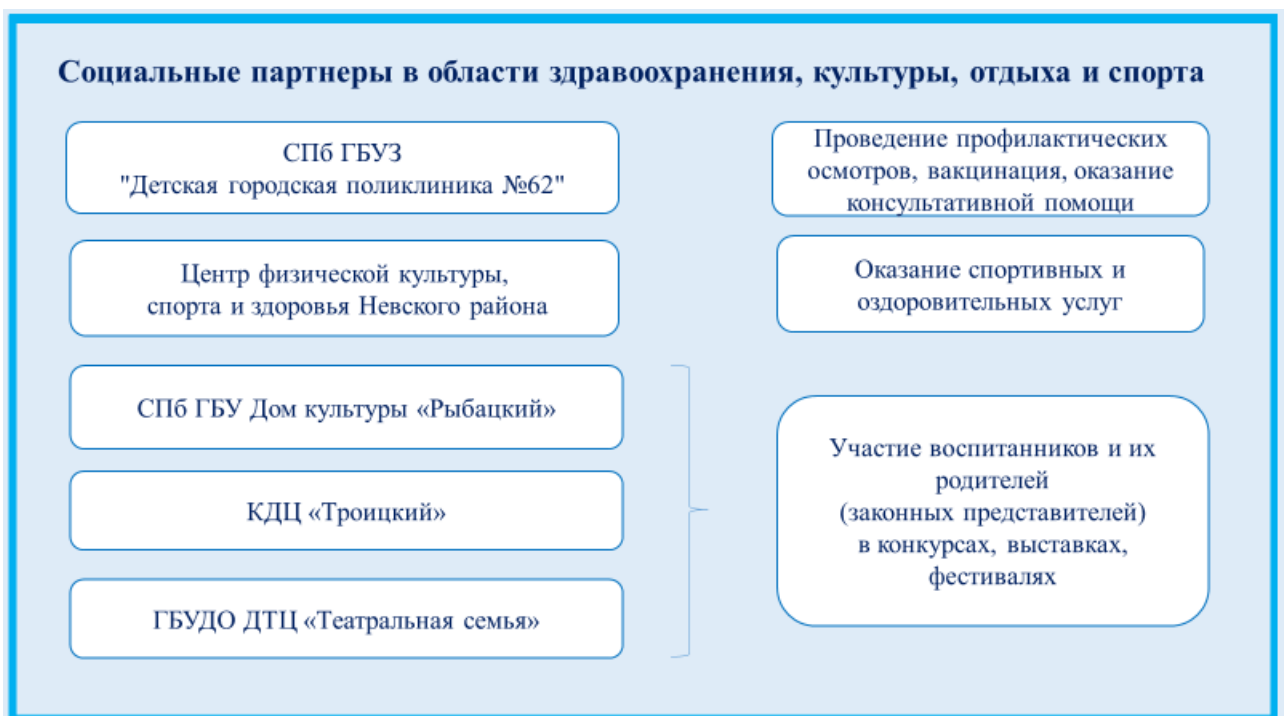 Социальные партнеры в области здравоохранения, культуры, отдыха и спорта
СПб ГБУЗ
"Детская городская поликлиника №62"
Проведение профилактических
осмотров, вакцинация, оказание
консультативной помощи
Центр физической культуры,
спорта и здоровья Невского района
Оказание спортивных и
оздоровительных услуг
СПб ГБУ Дом культуры «Рыбацкий»
КДЦ «Троицкий»
ГБУДО ДТЦ «Театральная семья»
Участие воспитанников и их
родителей
(законных представителей)
в конкурсах, выставках,
фестивалях